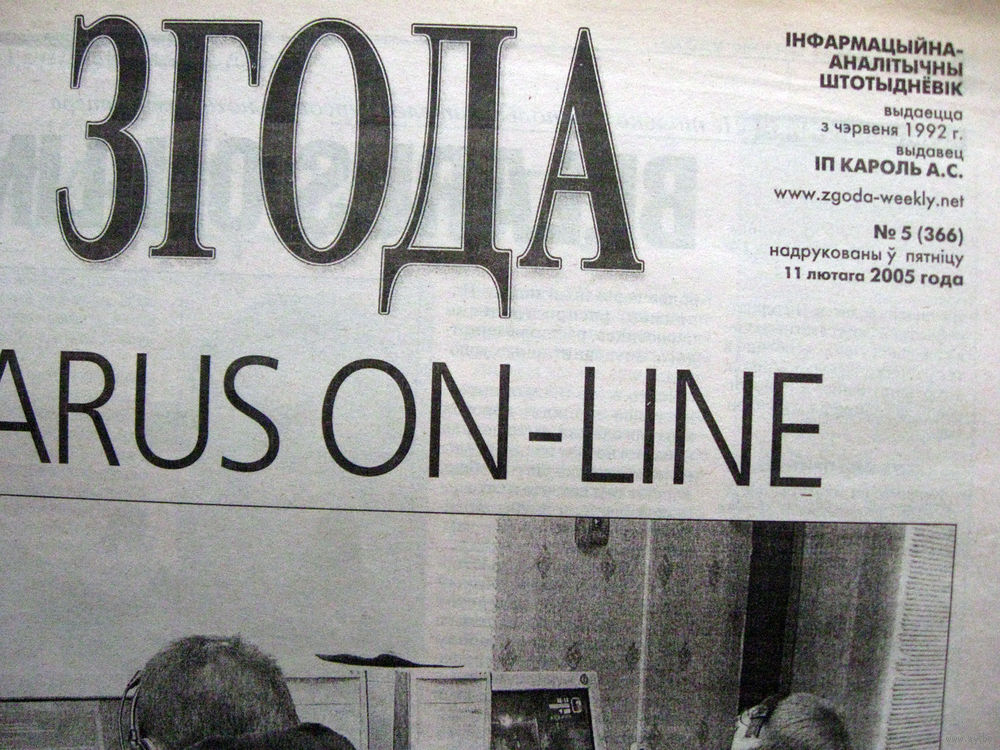 ЗГОДА
ІНФАРМАЦЫЙНА-
АНАЛІТЫЧНЫ
ШТОТЫДНЁВІК
выдаецца
з чэрвеня 1992 г.
выдавец
ІП КАРОЛЬ А.С.
www.zgoda-weekly.net
№ 5 (366)
надрукованы ў пятніцу
11 лютага 2005 года
ARUS ON-LINE